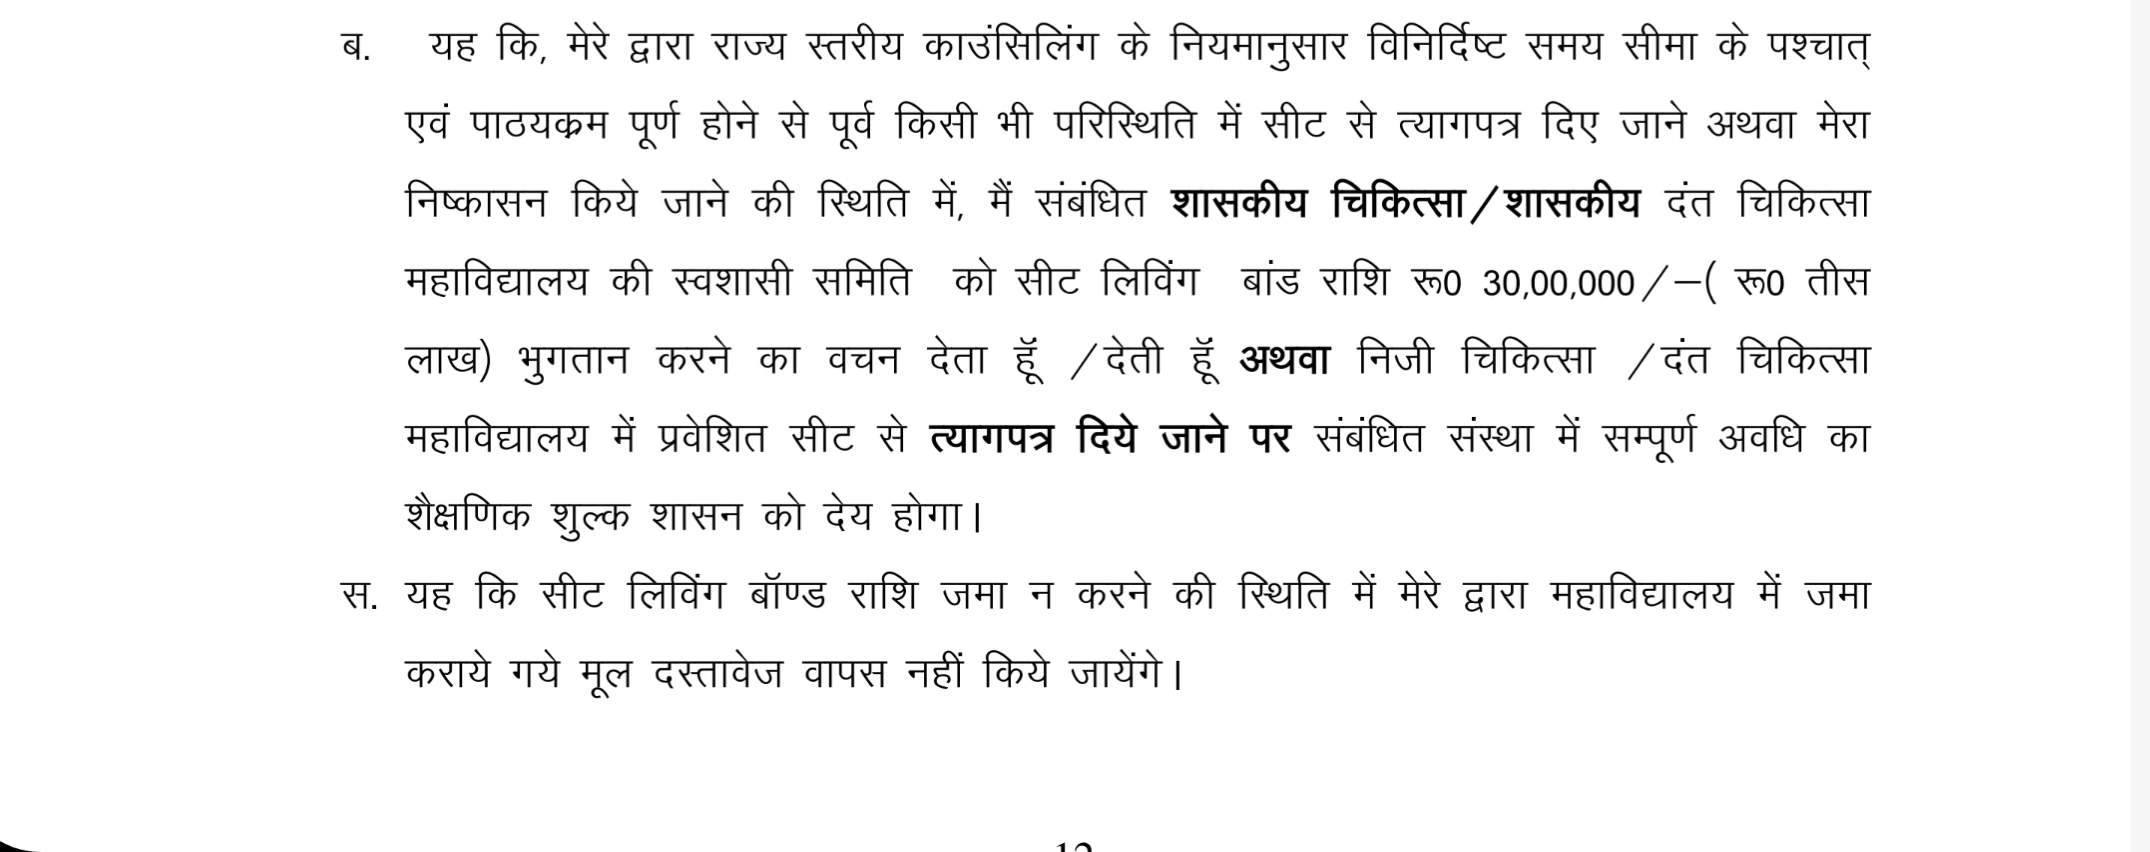 ब. यह कि, मेरे द्वारा राज्य स्तरीय काउंसिलिंग के नियमानुसार विनिर्दिष्ट समय सीमा के पश्चात्
एवं पाठयक्रम पूर्ण होने से पूर्व किसी भी परिस्थिति में सीट से त्यागपत्र दिए जाने अथवा मेरा
निष्कासन किये जाने की स्थिति में, मैं संबंधित शासकीय चिकित्सा/शासकीय दंत चिकित्सा
महाविद्यालय की स्वशासी समिति को सीट लिविंग बांड राशि रू0 30,00,000/–( रू0 तीस
लाख) भुगतान करने का वचन देता हूॅं /देती हूॅं अथवा निजी चिकित्सा /दंत चिकित्सा
महाविद्यालय में प्रवेशित सीट से त्यागपत्र दिये जाने पर संबंधित संस्था में सम्पूर्ण अवधि का
शैक्षणिक शुल्क शासन को देय होगा।
स. यह कि सीट लिविंग बॉण्ड राशि जमा न करने की स्थिति में मेरे द्वारा महाविद्यालय में जमा
कराये गये मूल दस्तावेज वापस नहीं किये जायेंगे।